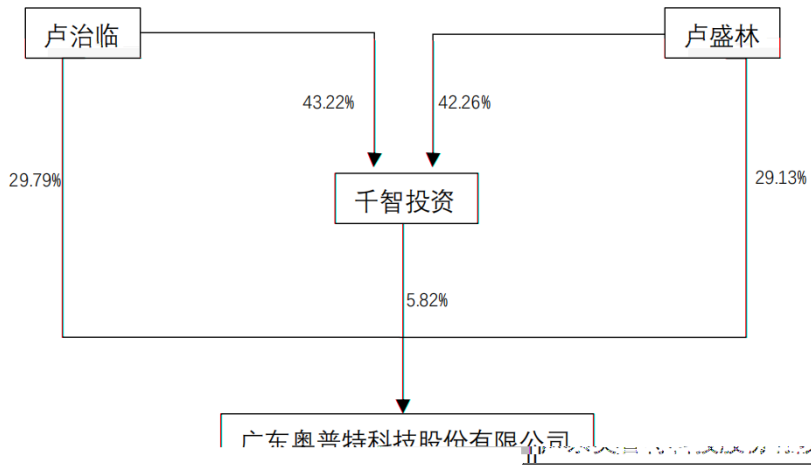 卢治临
卢盛林
43.22%
42.26%
29.79%
29.13%
千智投资
5.82%
广东奥普特科技股份有限公司